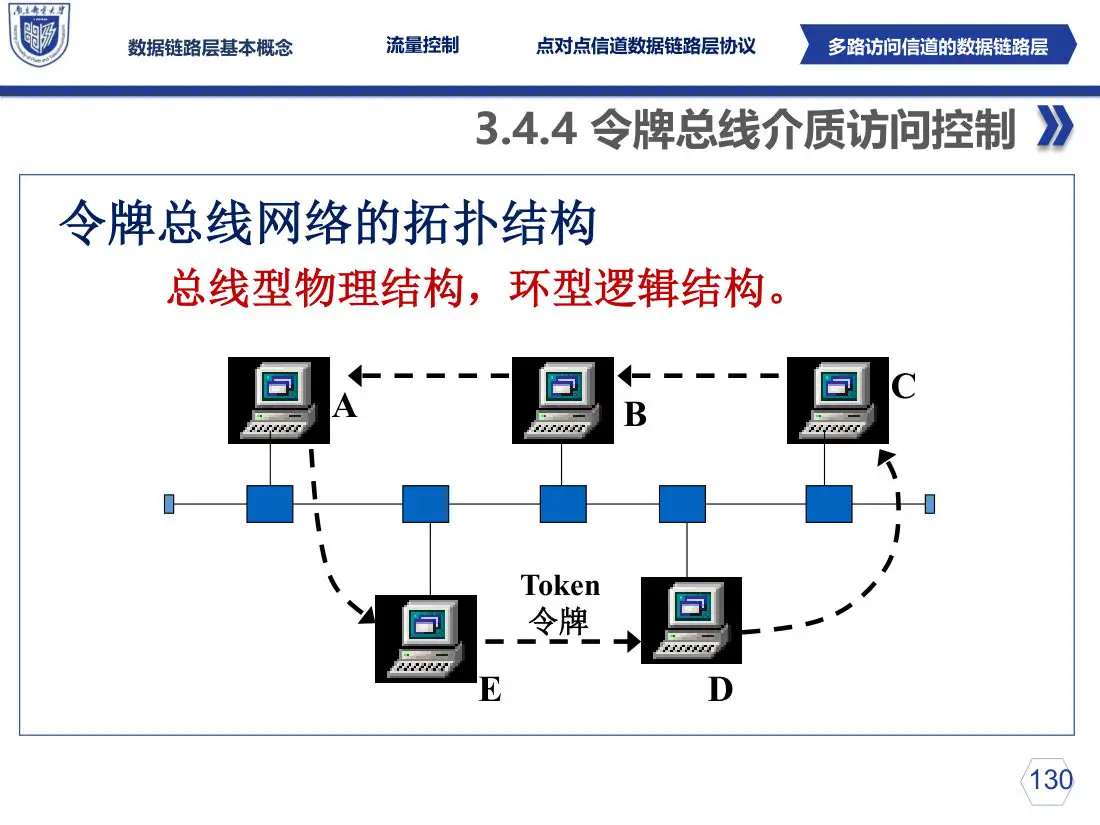 数据链路层基本概念
流量控制
点对点信道数据链路层协议
多路访问信道的数据链路层
3.4.4 令牌总线介质访问控制
令牌总线网络的拓扑结构
总线型物理结构，环型逻辑结构。
A
B
C
Token
令牌
E
D
130